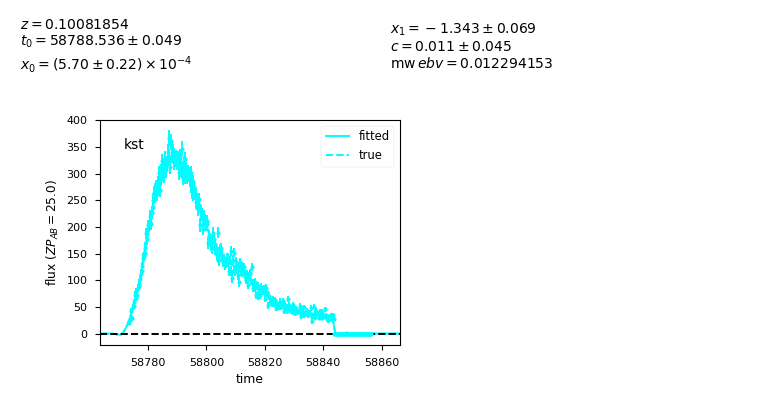 z = 0.10081854
t₀ = 58788.536 ± 0.049
x₀ = (5.70 ± 0.22) × 10⁻⁴
x₁ = −1.343 ± 0.069
c = 0.011 ± 0.045
mw ebv = 0.012294153
kst
fitted
true
400
350
300
250
200
150
100
50
0
flux (ZP_AB = 25.0)
58780 58800 58820 58840 58860
time